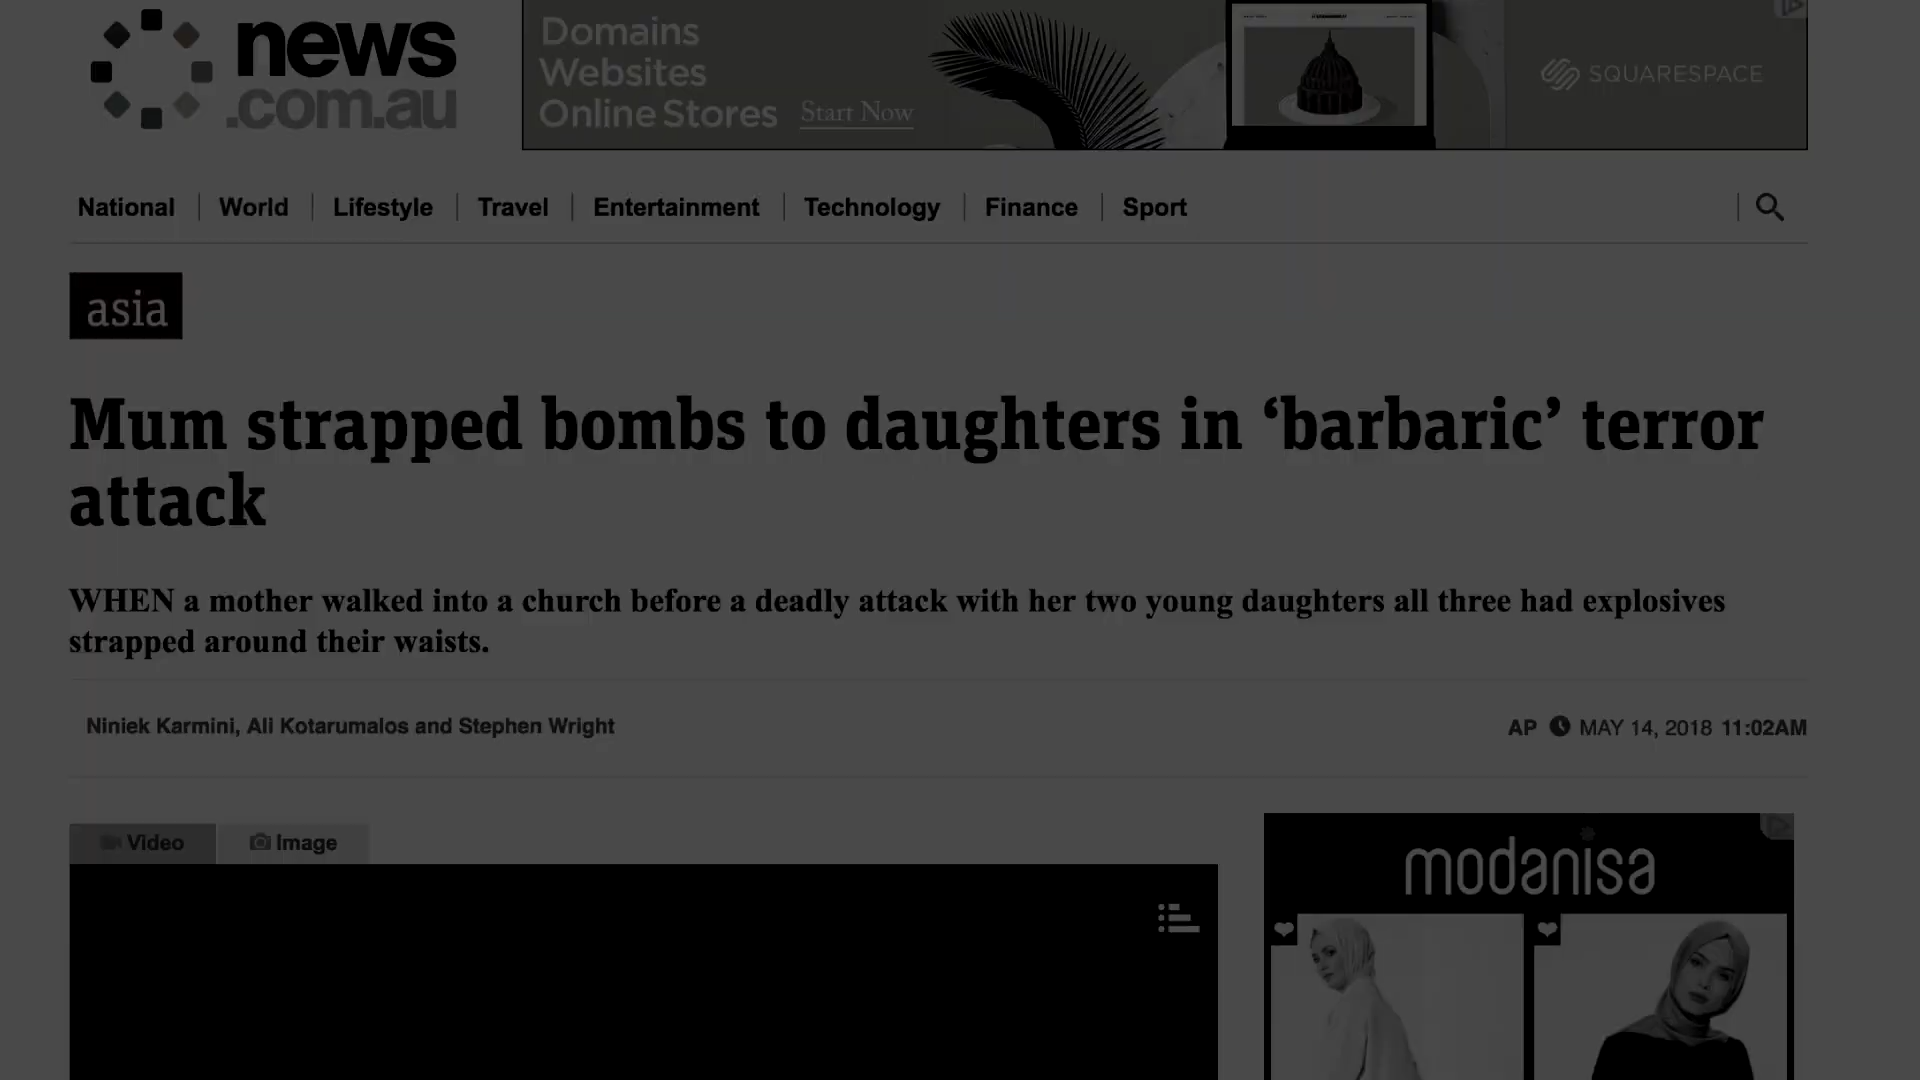 news
.com.au
Domains
Websites
Online Stores Start Now
SQUARESPACE
National World Lifestyle Travel Entertainment Technology Finance Sport
asia
Mum strapped bombs to daughters in ‘barbaric’ terror
attack
WHEN a mother walked into a church before a deadly attack with her two young daughters all three had explosives
strapped around their waists.
Niniek Karmini, Ali Kotarumalos and Stephen Wright
AP MAY 14, 2018 11:02AM
Video Image
modanisa